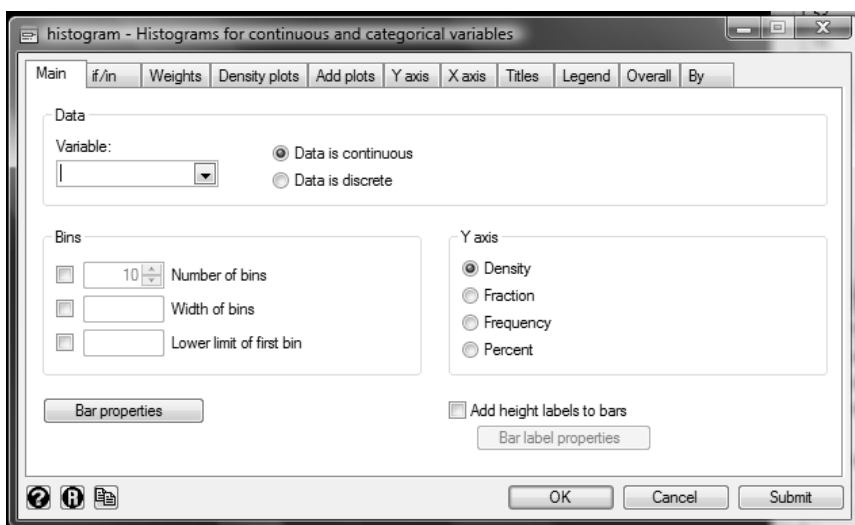 histogram - Histograms for continuous and categorical variables
Main if/in Weights Density plots Add plots Y axis X axis Titles Legend Overall By
Data
Variable:
Data is continuous
Data is discrete
Bins
10 Number of bins
Width of bins
Lower limit of first bin
Y axis
Density
Fraction
Frequency
Percent
Bar properties
Add height labels to bars
Bar label properties
? R
OK Cancel Submit